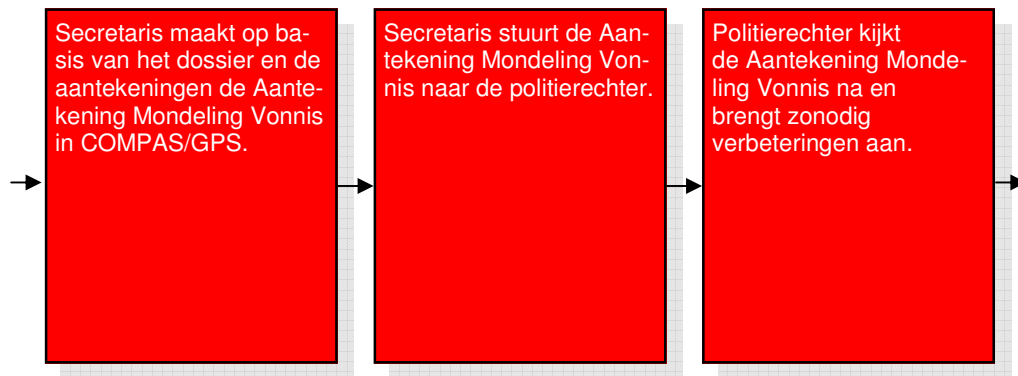 Secretaris maakt op ba-
sis van het dossier en de
aantekeningen de Aante-
kening Mondeling Vonnis
in COMPAS/GPS.
Secretaris stuurt de Aan-
tekening Mondeling Von-
nis naar de politierechter.
Politierechter kijkt
de Aantekening Monde-
ling Vonnis na en
brengt zonodig
verbeteringen aan.